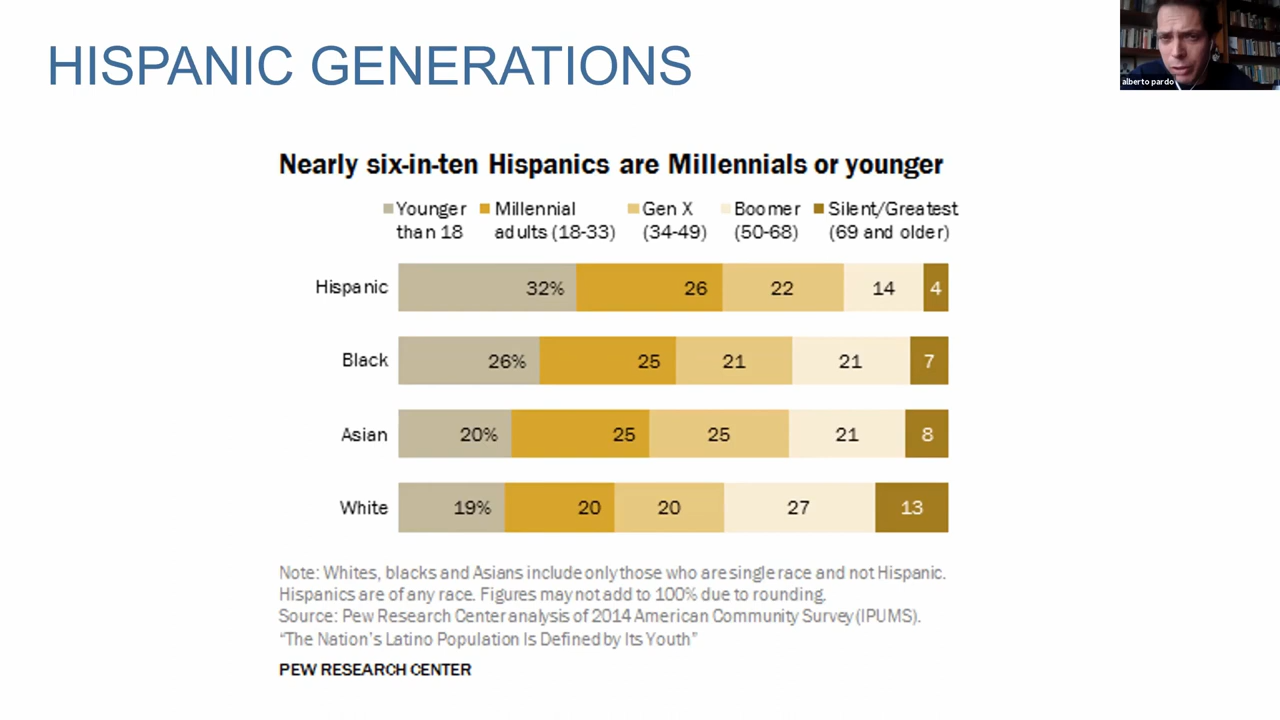 HISPANIC GENERATIONS
alberto pardo
Nearly six-in-ten Hispanics are Millennials or younger
Younger than 18
Millennial adults (18-33)
Gen X (34-49)
Boomer (50-68)
Silent/Greatest (69 and older)
Hispanic 32% 26 22 14 4
Black 26% 25 21 21 7
Asian 20% 25 25 21 8
White 19% 20 20 27 13
Note: Whites, blacks and Asians include only those who are single race and not Hispanic.
Hispanics are of any race. Figures may not add to 100% due to rounding.
Source: Pew Research Center analysis of 2014 American Community Survey (IPUMS).
“The Nation’s Latino Population Is Defined by Its Youth”
PEW RESEARCH CENTER